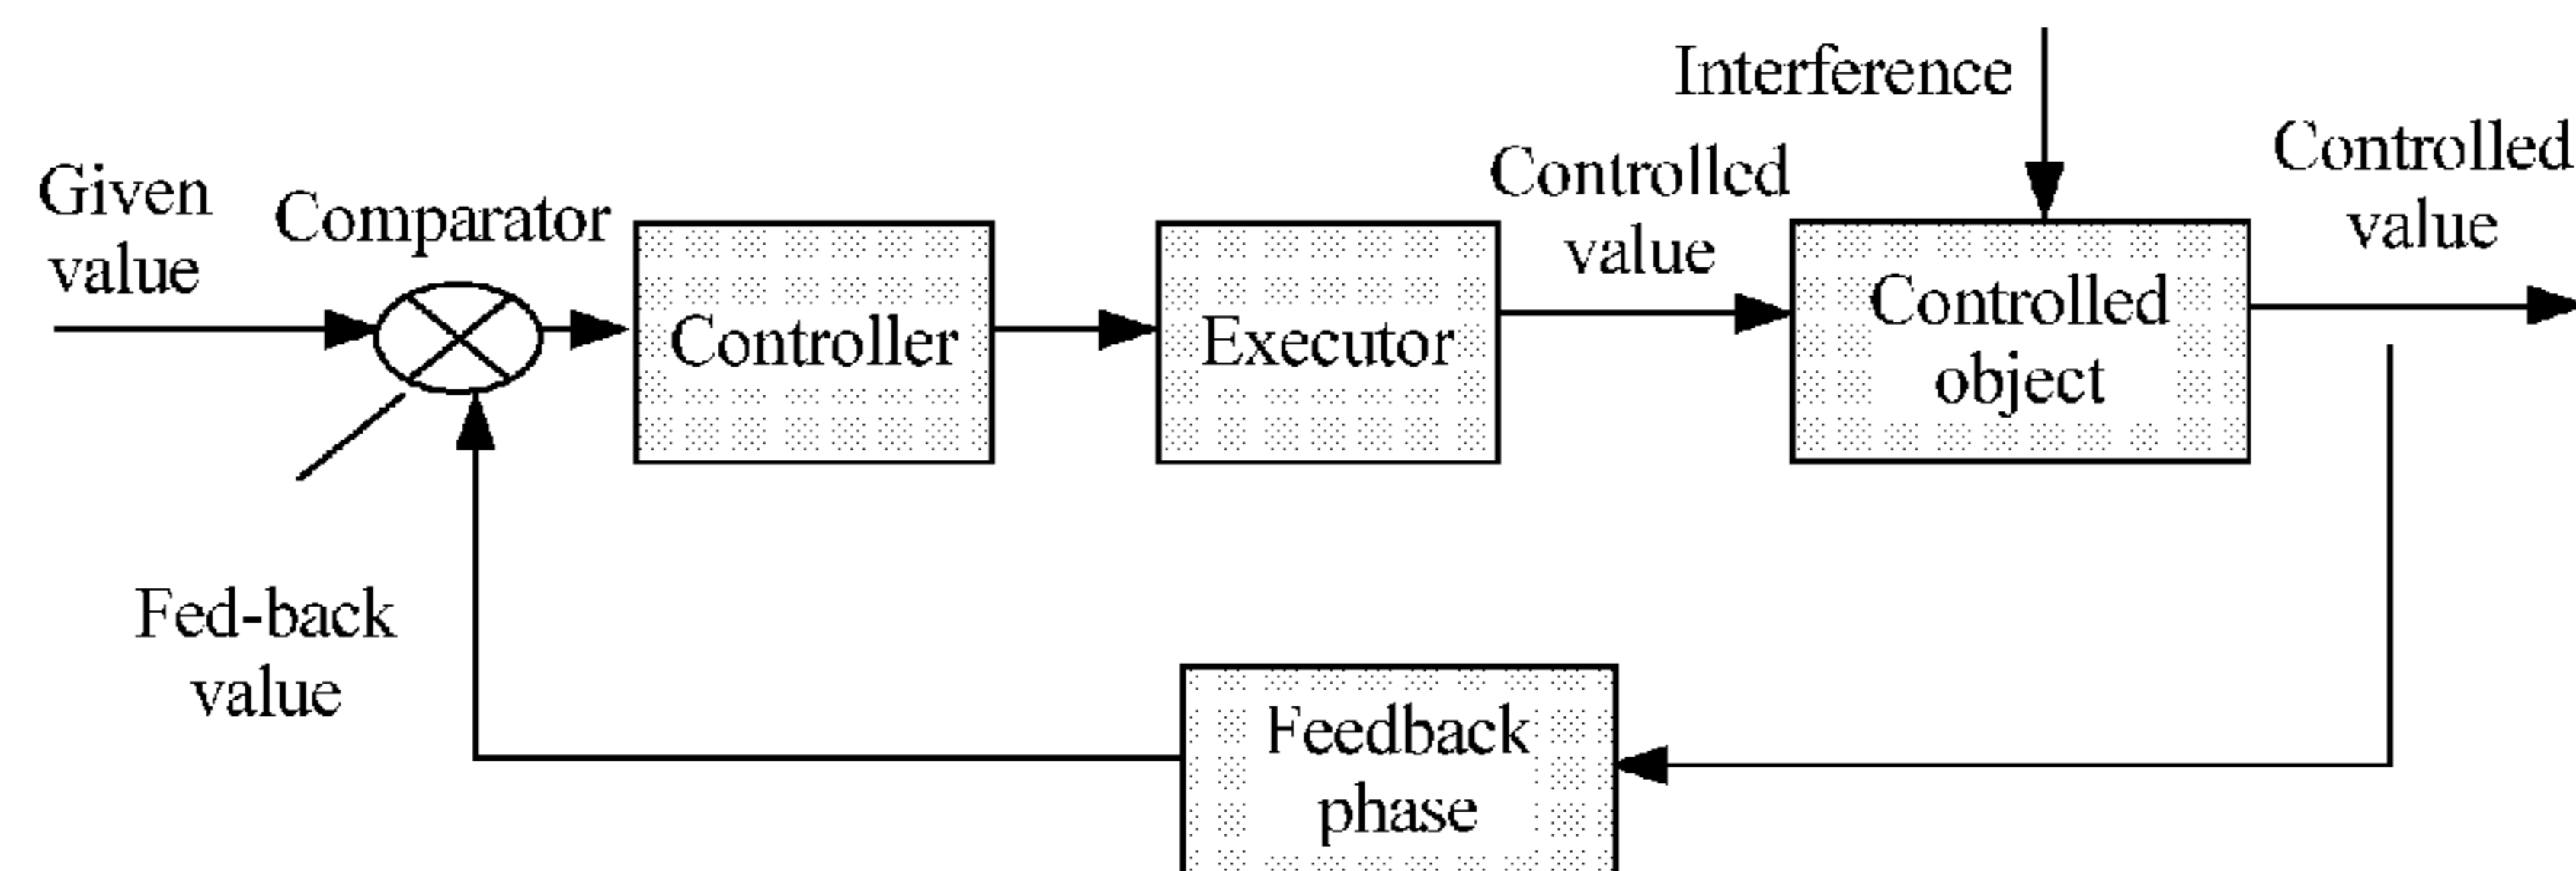 Interference
Given
value
Comparator
Controlled
value
Controlled
value
Controller
Executor
Controlled
object
Fed-back
value
Feedback
phase